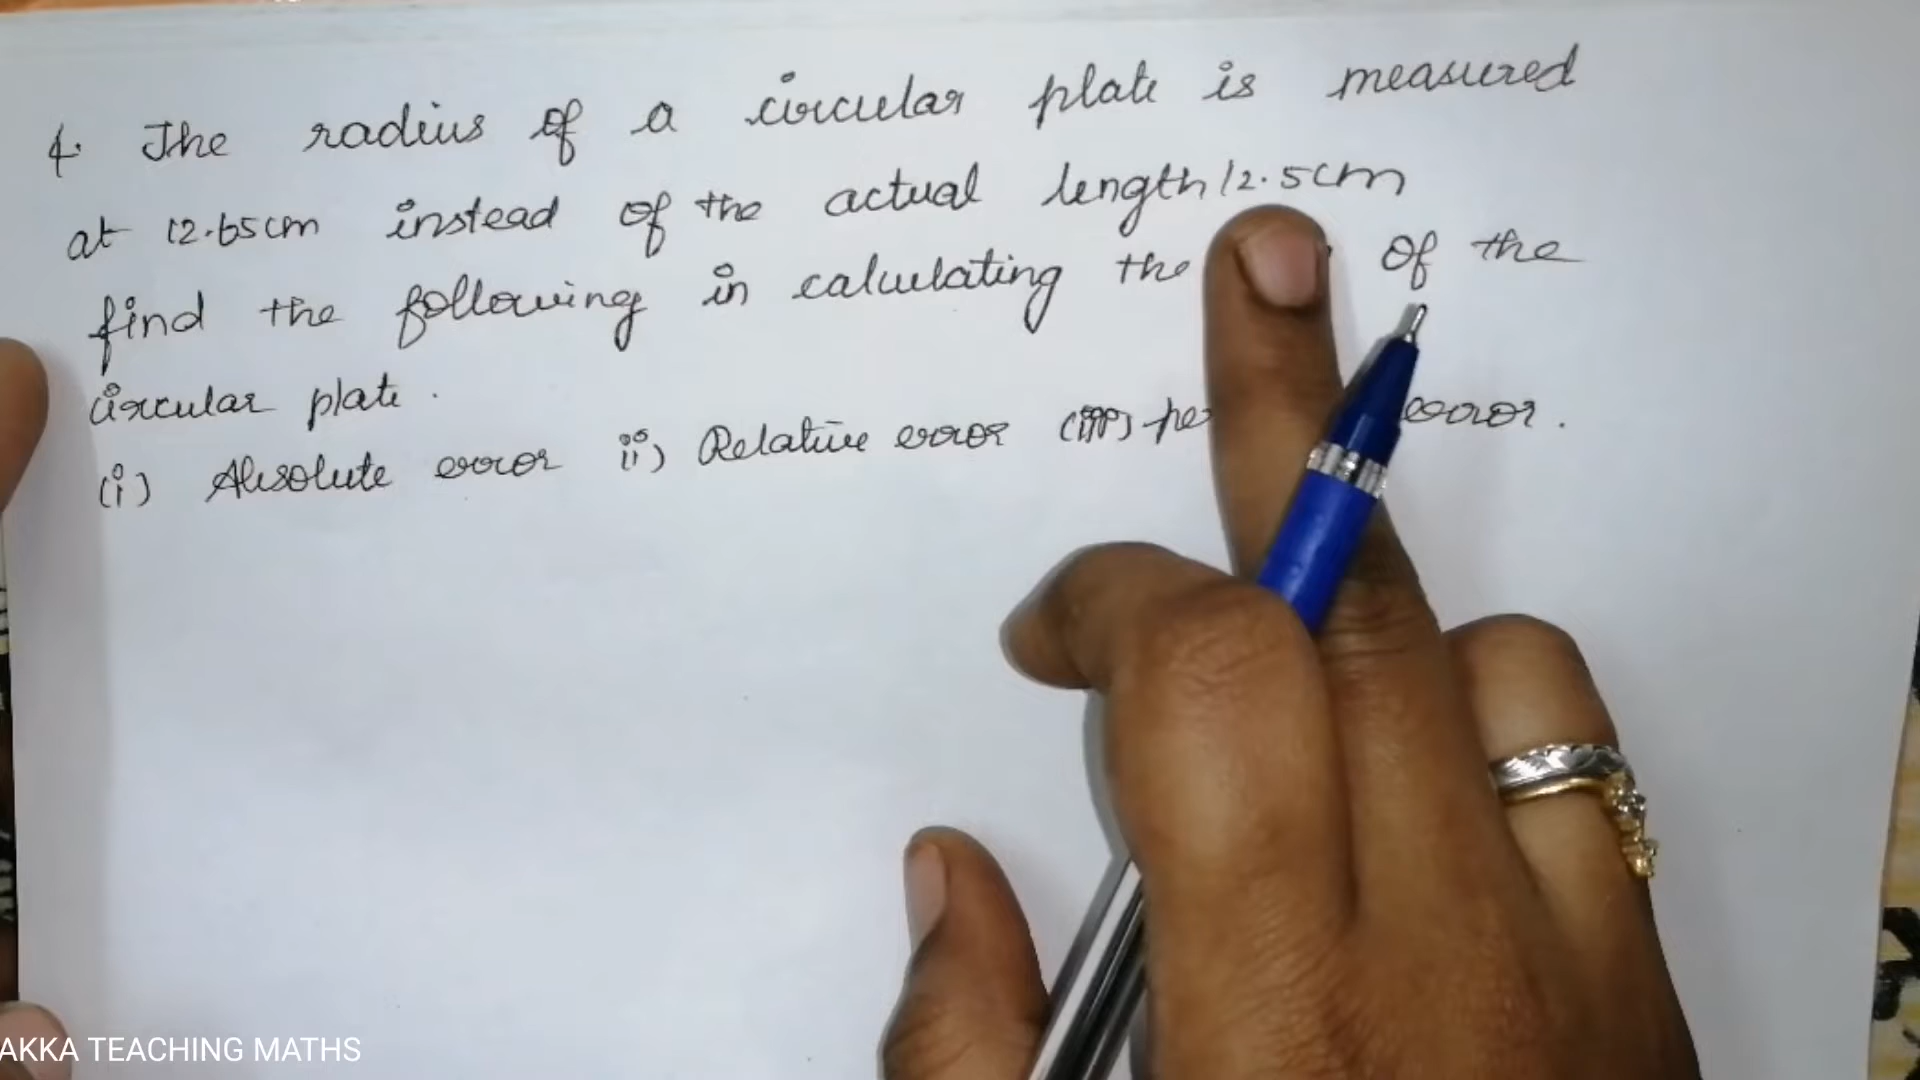 4. The radius of a circular plate is measured
at 12.65cm instead of the actual length 12.5cm
find the following in calculating the of the
circular plate.
(i) Absolute error ii) Relative error (iii) error.
AKKA TEACHING MATHS